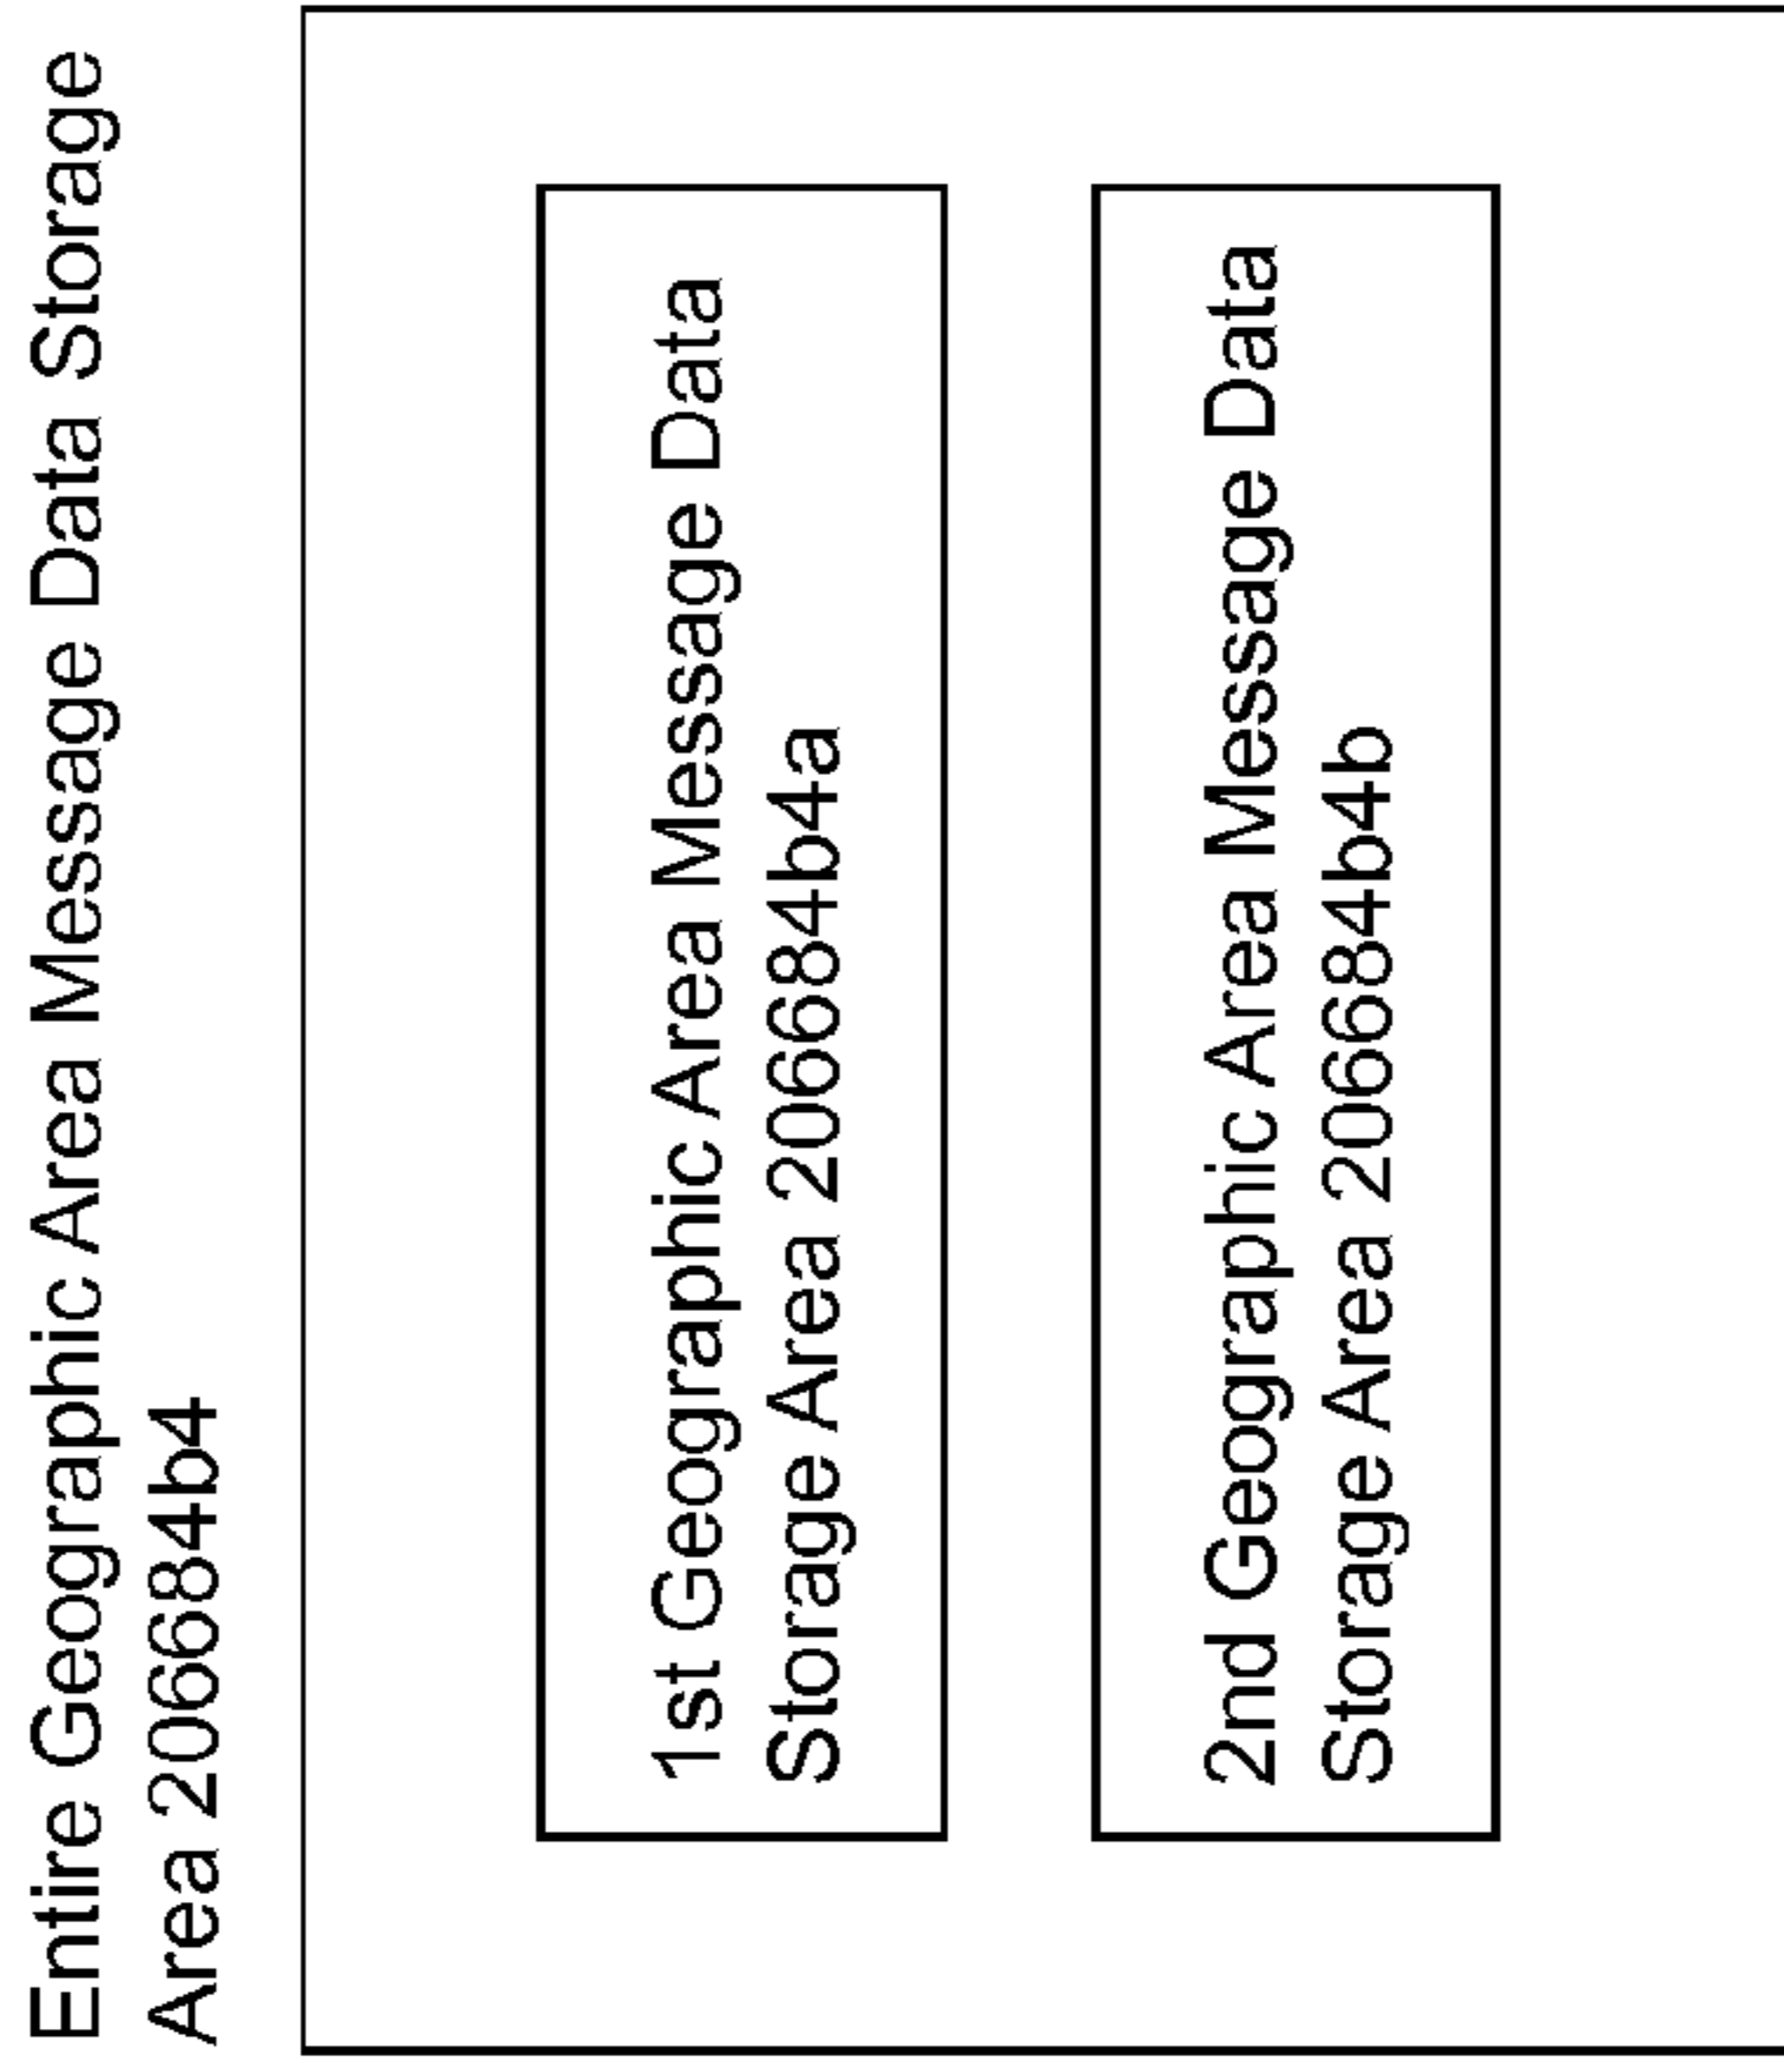 Entire Geographic Area Message Data Storage
Area 206684b4
1st Geographic Area Message Data
Storage Area 206684b4a
2nd Geographic Area Message Data
Storage Area 206684b4b